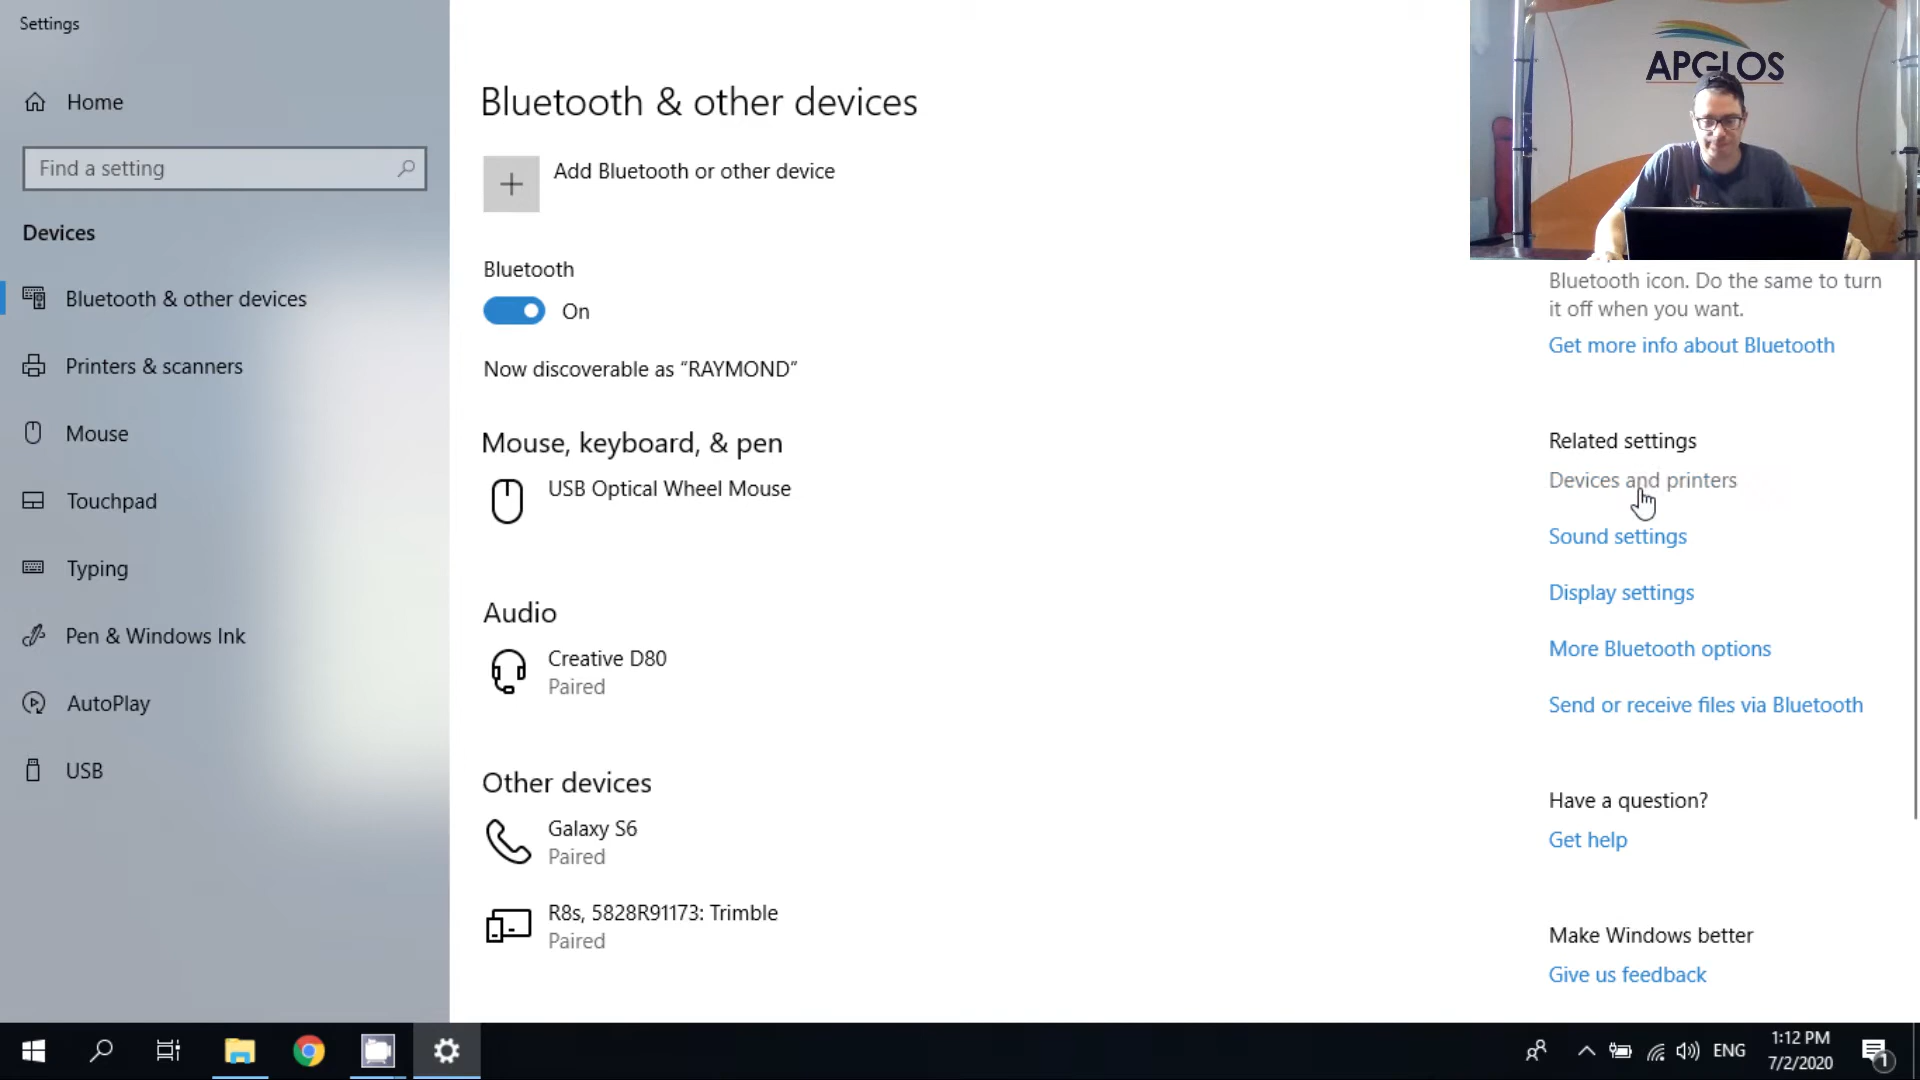 Settings
Home
Find a setting
Devices
Bluetooth & other devices
Printers & scanners
Mouse
Touchpad
Typing
Pen & Windows Ink
AutoPlay
USB
Bluetooth & other devices
Add Bluetooth or other device
Bluetooth
On
Now discoverable as “RAYMOND”
Mouse, keyboard, & pen
USB Optical Wheel Mouse
Audio
Creative D80
Paired
Other devices
Galaxy S6
Paired
R8s, 5828R91173: Trimble
Paired
APGLOS
Bluetooth icon. Do the same to turn
it off when you want.
Get more info about Bluetooth
Related settings
Devices and printers
Sound settings
Display settings
More Bluetooth options
Send or receive files via Bluetooth
Have a question?
Get help
Make Windows better
Give us feedback
ENG
1:12 PM
7/2/2020
1